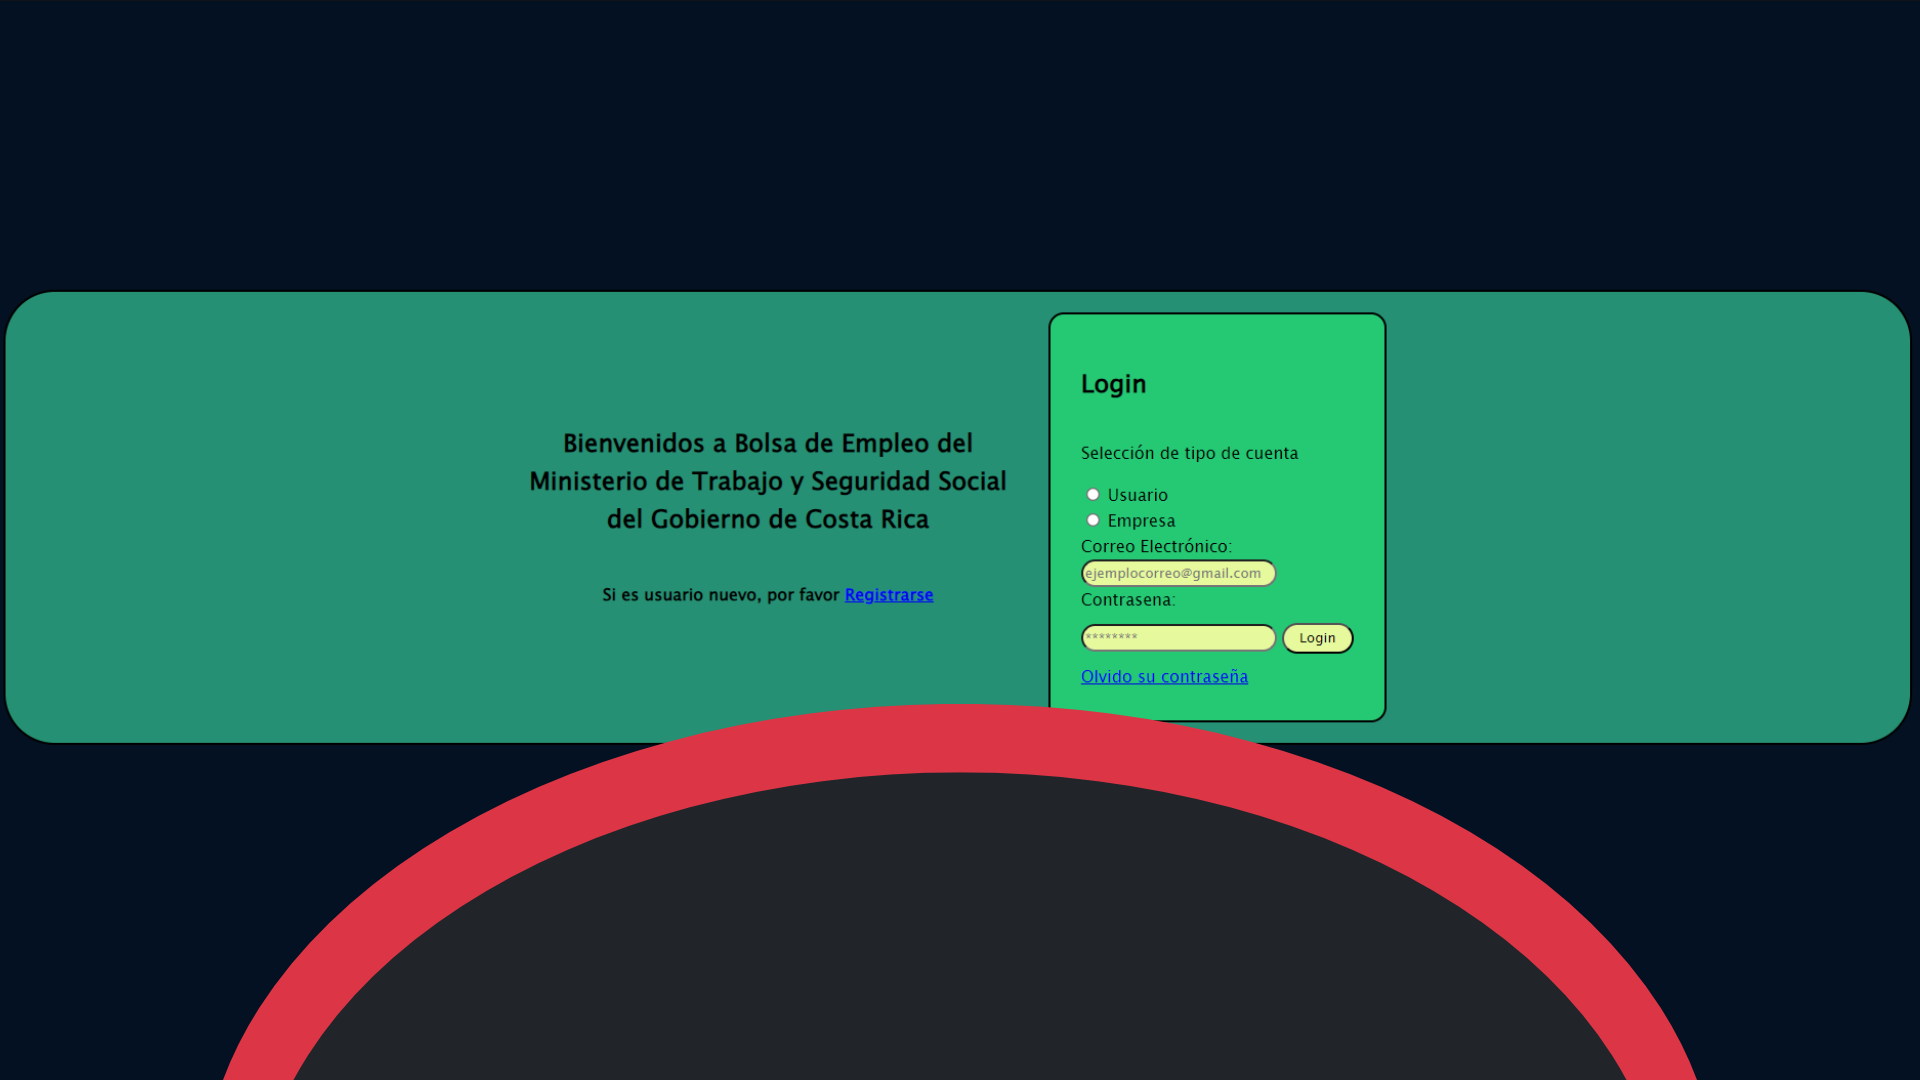 Bienvenidos a Bolsa de Empleo del
Ministerio de Trabajo y Seguridad Social
del Gobierno de Costa Rica
Si es usuario nuevo, por favor Registrarse
Login
Selección de tipo de cuenta
Usuario
Empresa
Correo Electrónico:
ejemplocorreo@gmail.com
Contrasena:
******** Login
Olvido su contraseña